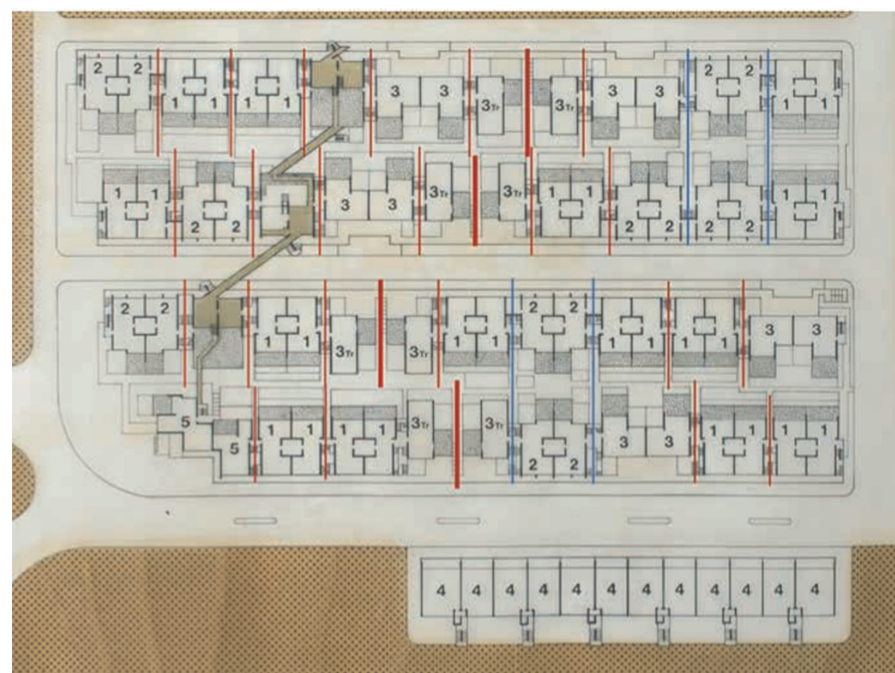 2 2 1 1 1 1 3 3 3Tr 3Tr 3 3 2 2 1 1
1 1 2 2 3 3 3Tr 3Tr 1 1 2 2 2 2 1 1
2 2 1 1 3Tr 3Tr 1 1 2 2 1 1 1 1 3 3
5 5 1 1 1 1 3Tr 3Tr 2 2 3 3 1 1 1 1
4 4 4 4 4 4 4 4 4 4 4 4